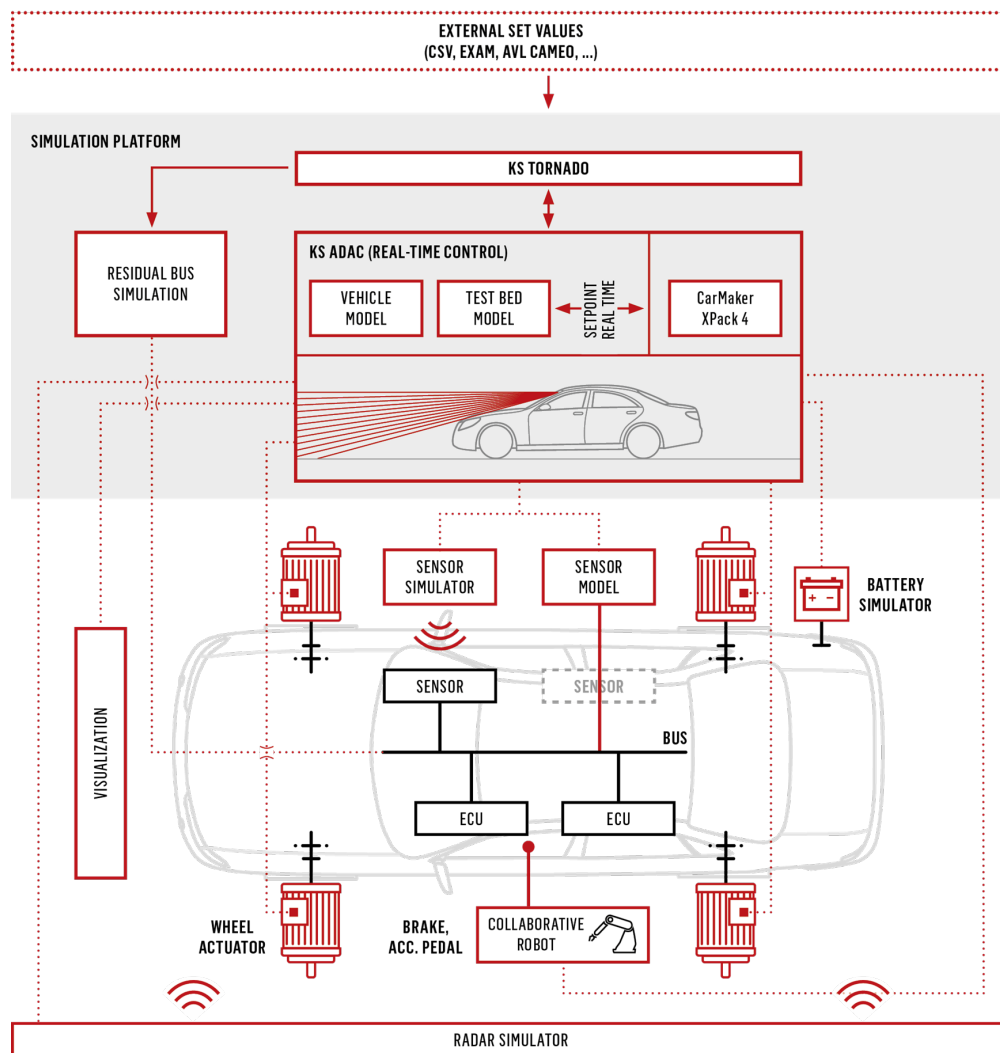 EXTERNAL SET VALUES
(CSV, EXAM, AVL CAMEO, ...)
SIMULATION PLATFORM
KS TORNADO
RESIDUAL BUS
SIMULATION
KS ADAC (REAL-TIME CONTROL)
VEHICLE
MODEL
TEST BED
MODEL
SETPOINT
REAL TIME
CarMaker
XPack 4
SENSOR
SIMULATOR
SENSOR
MODEL
+ −
BATTERY
SIMULATOR
SENSOR
SENSOR
BUS
VISUALIZATION
ECU
ECU
WHEEL
ACTUATOR
BRAKE,
ACC. PEDAL
COLLABORATIVE
ROBOT
RADAR SIMULATOR